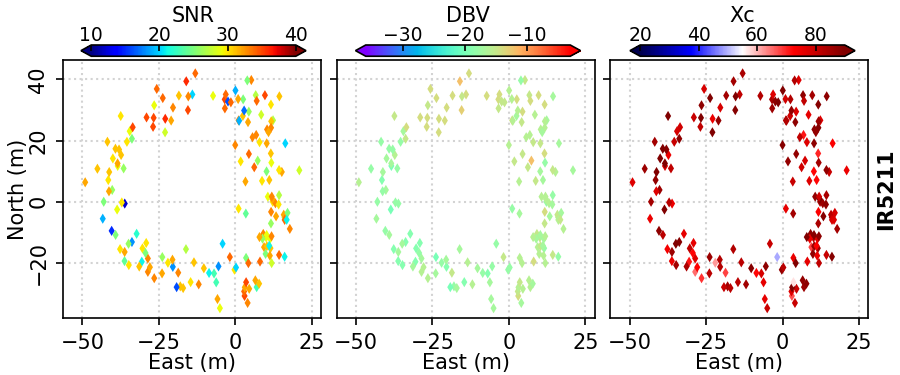 SNR DBV Xc
10 20 30 40 −30 −20 −10 20 40 60 80
40
20
0
−20
North (m)
IR5211
−50 −25 0 25 −50 −25 0 25 −50 −25 0 25
East (m) East (m) East (m)